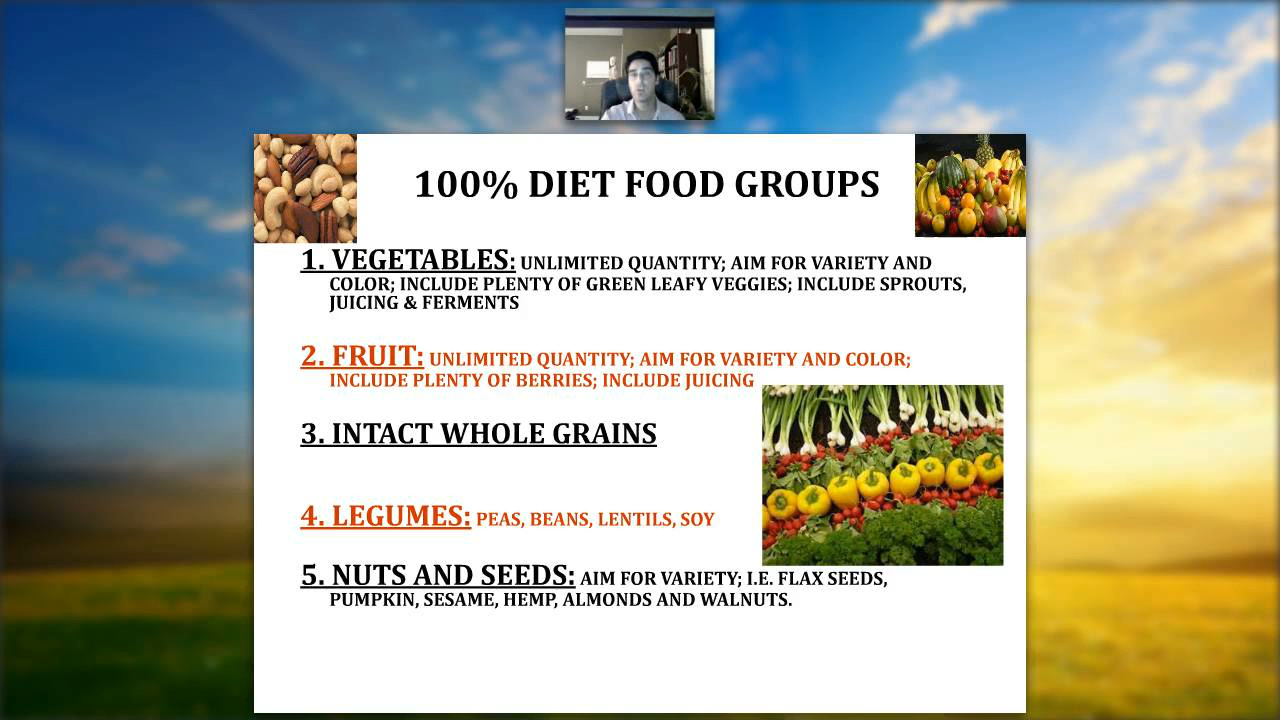 100% DIET FOOD GROUPS
1. VEGETABLES: UNLIMITED QUANTITY; AIM FOR VARIETY AND
COLOR; INCLUDE PLENTY OF GREEN LEAFY VEGGIES; INCLUDE SPROUTS,
JUICING & FERMENTS
2. FRUIT: UNLIMITED QUANTITY; AIM FOR VARIETY AND COLOR;
INCLUDE PLENTY OF BERRIES; INCLUDE JUICING
3. INTACT WHOLE GRAINS
4. LEGUMES: PEAS, BEANS, LENTILS, SOY
5. NUTS AND SEEDS: AIM FOR VARIETY; I.E. FLAX SEEDS,
PUMPKIN, SESAME, HEMP, ALMONDS AND WALNUTS.